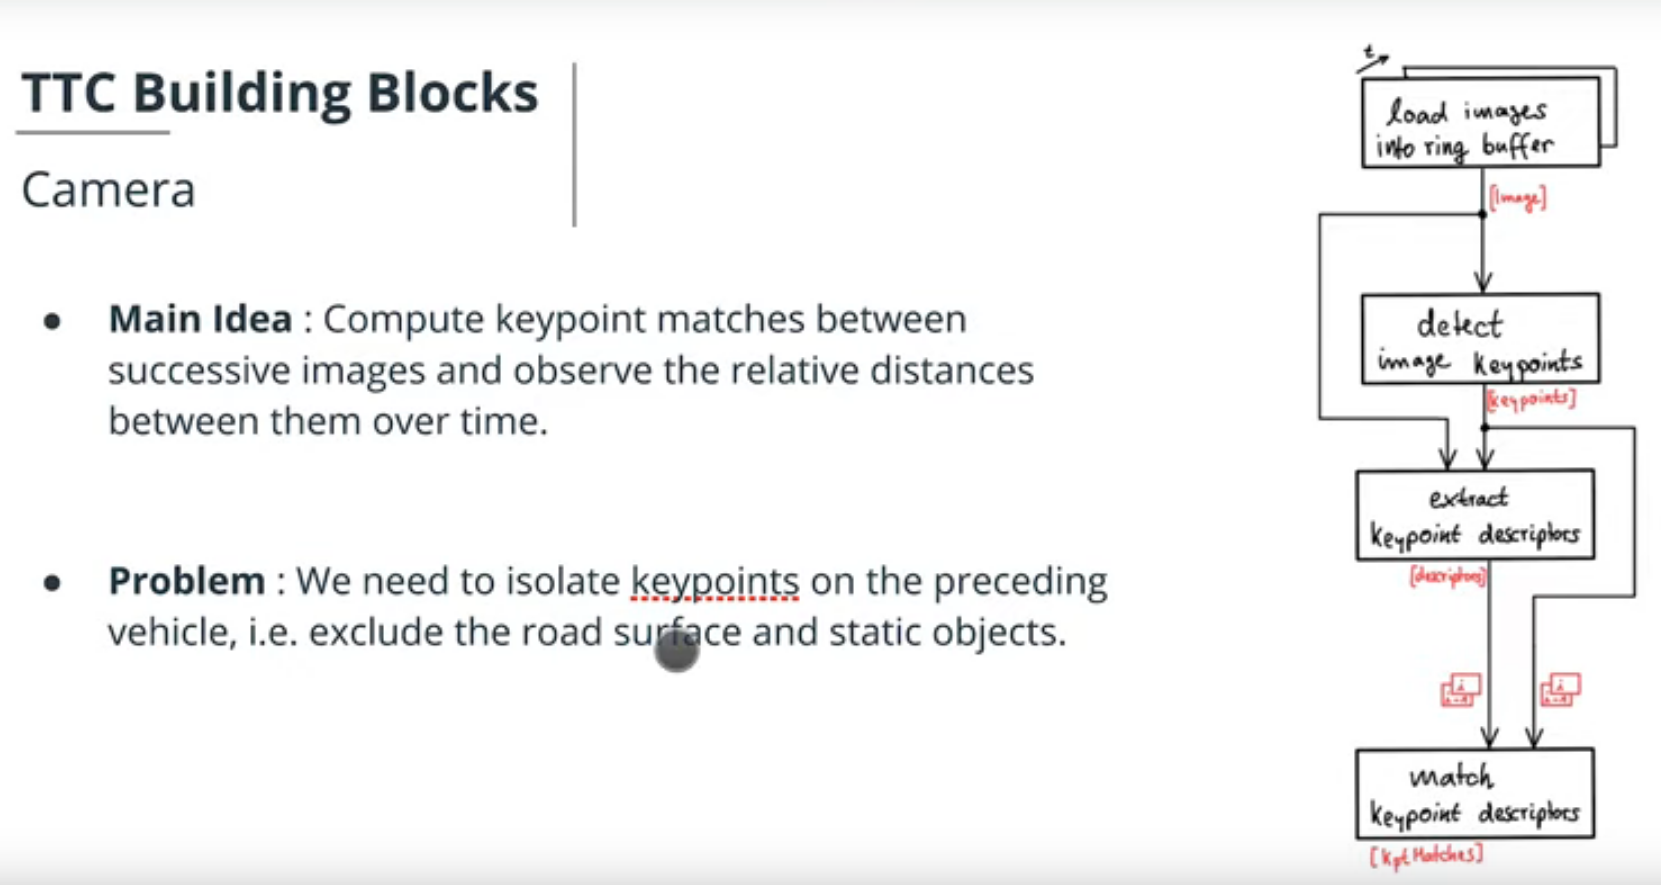 TTC Building Blocks
Camera
● Main Idea : Compute keypoint matches between
successive images and observe the relative distances
between them over time.
● Problem : We need to isolate keypoints on the preceding
vehicle, i.e. exclude the road surface and static objects.
t
load images
into ring buffer
[Image]
detect
image keypoints
[keypoints]
extract
keypoint descriptors
[descriptors]
i
i-1
i
i-1
match
keypoint descriptors
[kptMatches]